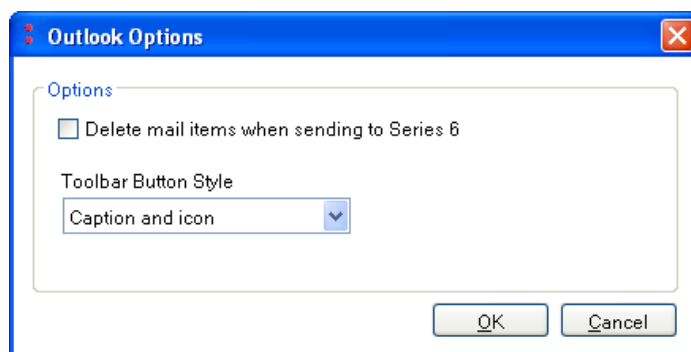 Outlook Options
Options
Delete mail items when sending to Series 6
Toolbar Button Style
Caption and icon
OK
Cancel